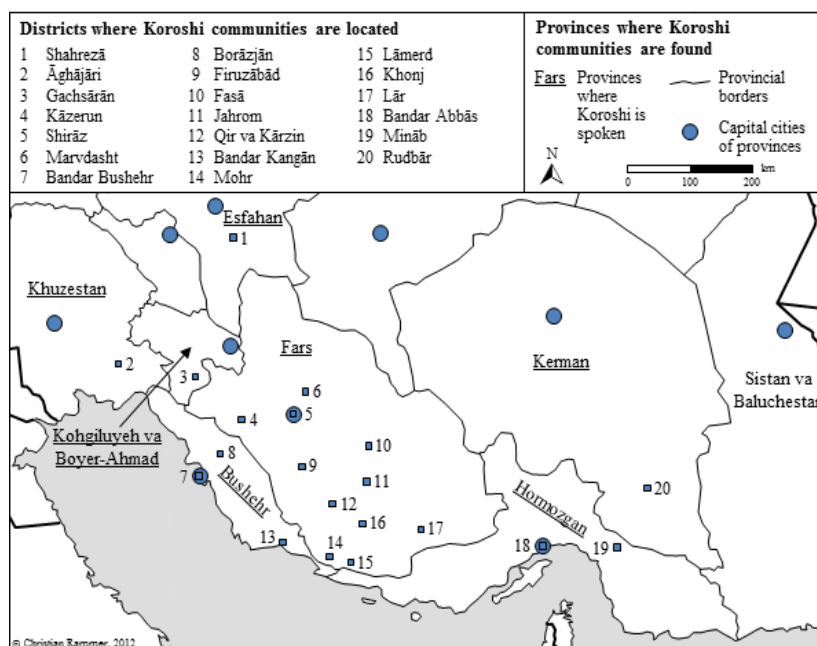 Districts where Koroshi communities are located
1 Shahrezā
2 Āghājāri
3 Gachsārān
4 Kāzerun
5 Shirāz
6 Marvdasht
7 Bandar Bushehr
8 Borāzjān
9 Firuzābād
10 Fasā
11 Jahrom
12 Qir va Kārzin
13 Bandar Kangān
14 Mohr
15 Lāmerd
16 Khonj
17 Lār
18 Bandar Abbās
19 Mināb
20 Rudbār
Provinces where Koroshi
communities are found
Fars Provinces
where
Koroshi is
spoken
Provincial
borders
Capital cities
of provinces
N
km
0 100 200
Esfahan
1
Khuzestan
2
3
Fars
6
5
4
Kerman
Sistan va
Baluchestan
Kohgiluyeh va
Boyer-Ahmad
10
8
9
7
Bushehr
11
12
20
Hormozgan
16
17
13
14
15
18
19
© Christian Rammer, 2012